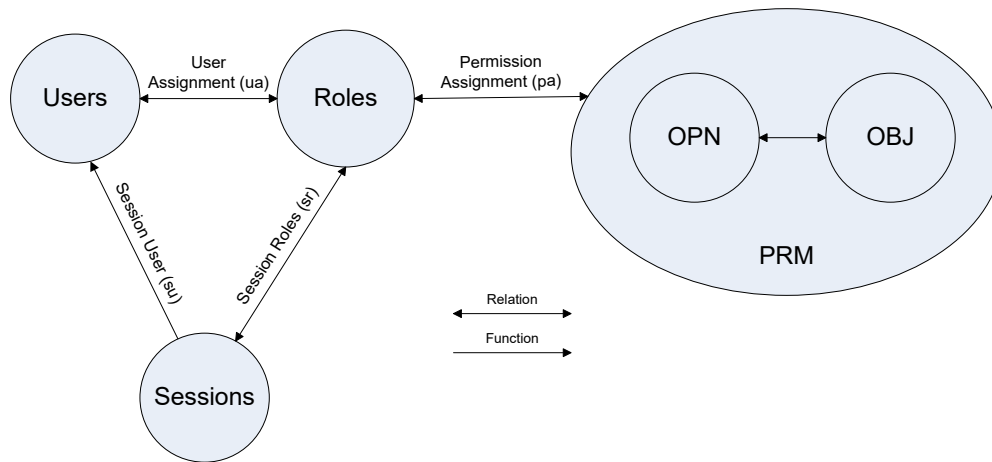 Users
User
Assignment (ua)
Roles
Permission
Assignment (pa)
OPN
OBJ
PRM
Session User (su)
Session Roles (sr)
Sessions
Relation
Function